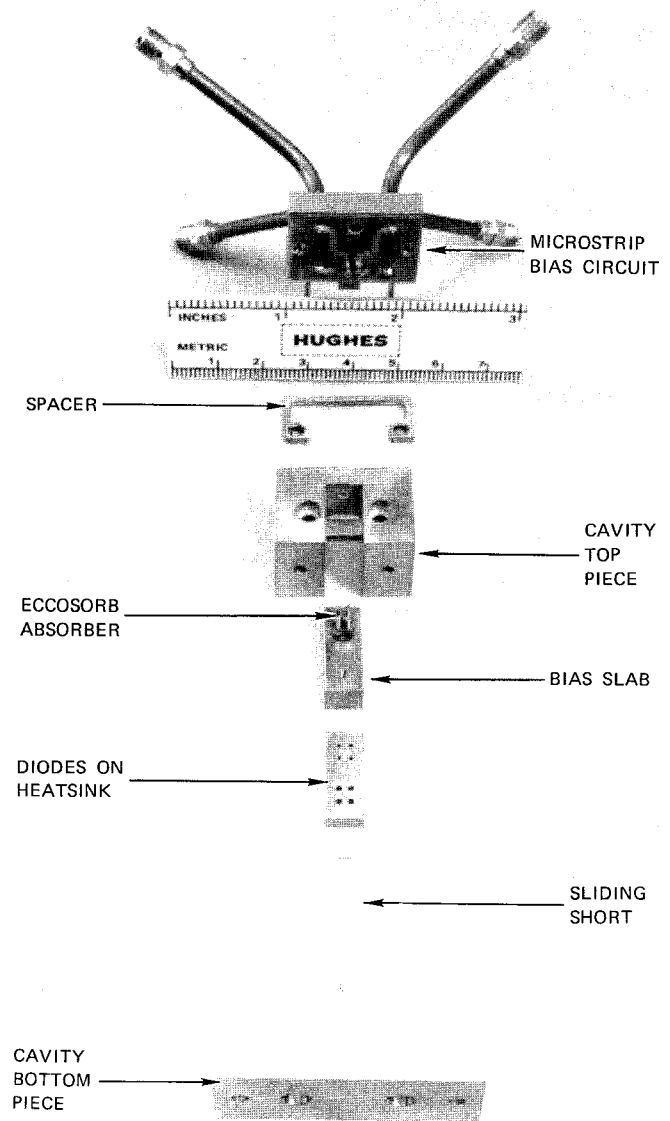 MICROSTRIP
BIAS CIRCUIT
INCHES 1 2 3
HUGHES
METRIC
1 2 3 4 5 6 7
SPACER
CAVITY
TOP
PIECE
ECCOSORB
ABSORBER
BIAS SLAB
DIODES ON
HEATSINK
SLIDING
SHORT
CAVITY
BOTTOM
PIECE